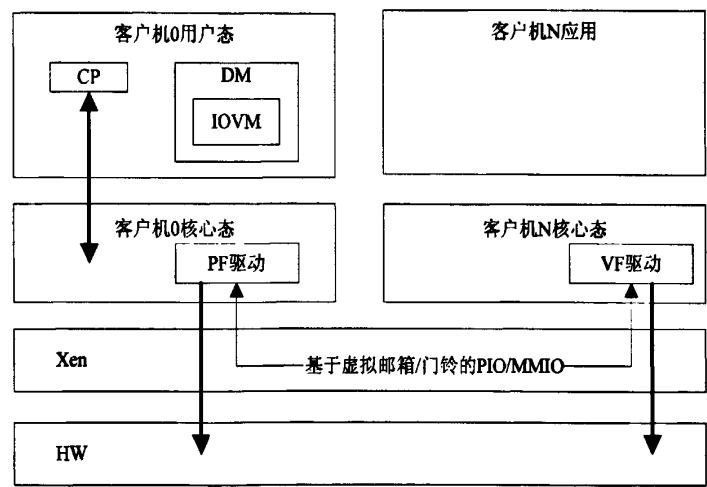 客户机0用户态
CP
DM
IOVM
客户机N应用
客户机0核心态
PF驱动
客户机N核心态
VF驱动
Xen
基于虚拟邮箱/门铃的PIO/MMIO
HW